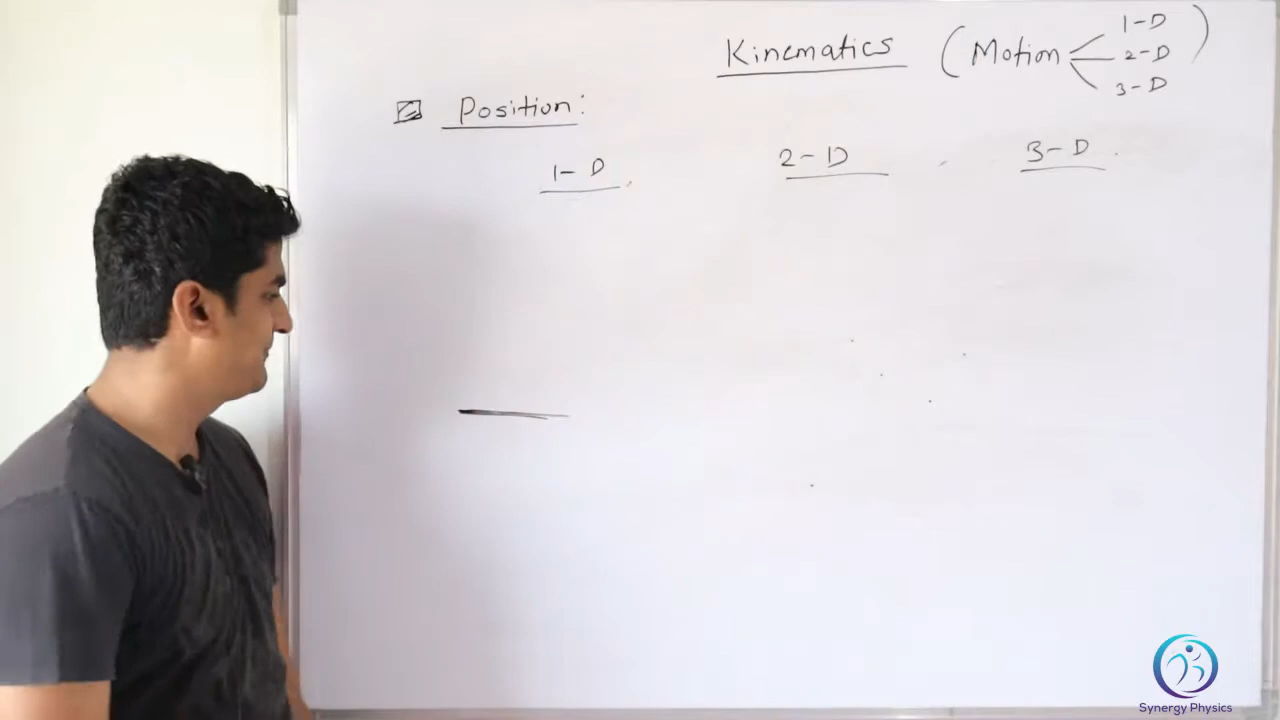 Kinematics (Motion 1-D 2-D 3-D)
Position:
1-D 2-D 3-D
Synergy Physics